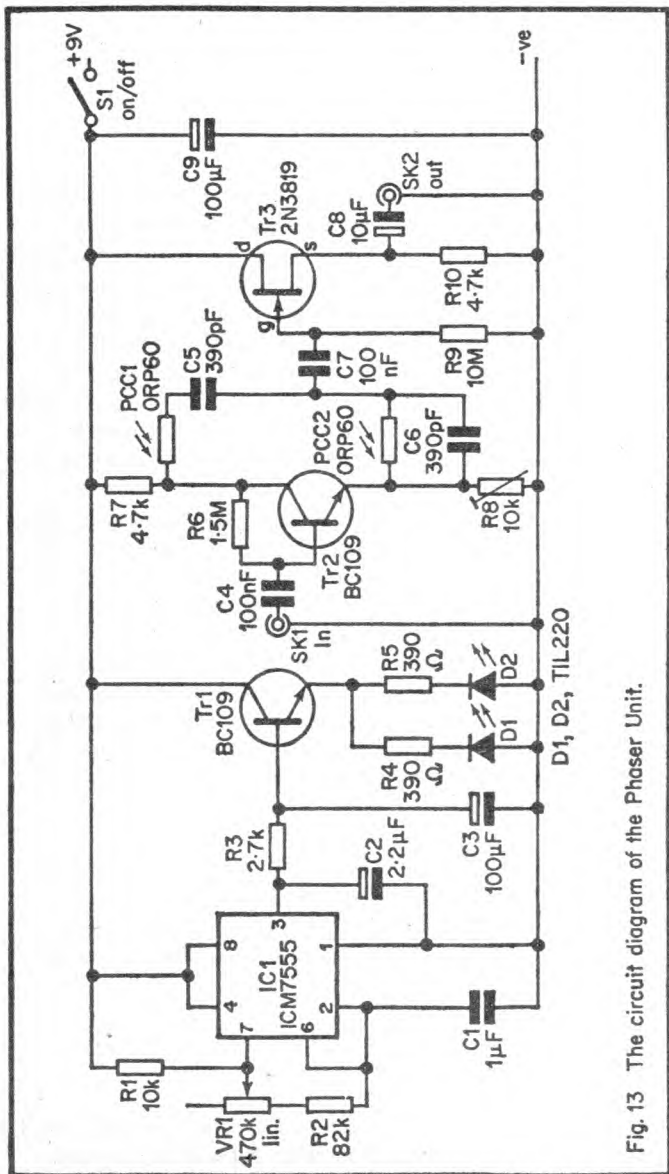 S1
on/off
+9V
R1
10k
VR1
470k
lin.
R2
82k
C1
1µF
7
6
4
8
2
1
3
IC1
ICM7555
R3
2·7k
C2
2·2µF
C3
100µF
Tr1
BC109
R4
390
Ω
R5
390
Ω
D1
D2
D1, D2, TIL220
SK1
In
C4
100nF
R6
1·5M
R7
4·7k
Tr2
BC109
PCC1
ORP60
C5
390pF
PCC2
ORP60
C6
390pF
R8
10k
C7
100
nF
R9
10M
g
d
s
Tr3
2N3819
R10
4·7k
C8
10µF
SK2
out
C9
100µF
-ve
Fig. 13 The circuit diagram of the Phaser Unit.